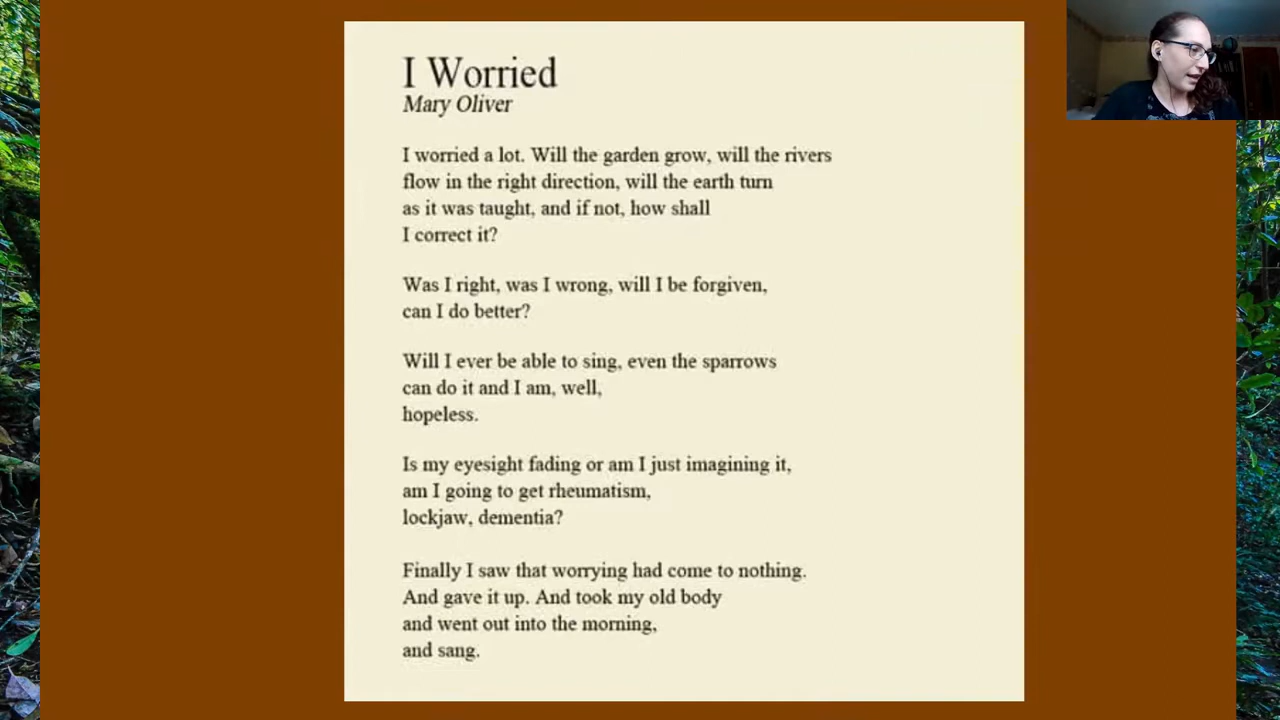 I Worried
Mary Oliver
I worried a lot. Will the garden grow, will the rivers
flow in the right direction, will the earth turn
as it was taught, and if not, how shall
I correct it?
Was I right, was I wrong, will I be forgiven,
can I do better?
Will I ever be able to sing, even the sparrows
can do it and I am, well,
hopeless.
Is my eyesight fading or am I just imagining it,
am I going to get rheumatism,
lockjaw, dementia?
Finally I saw that worrying had come to nothing.
And gave it up. And took my old body
and went out into the morning,
and sang.